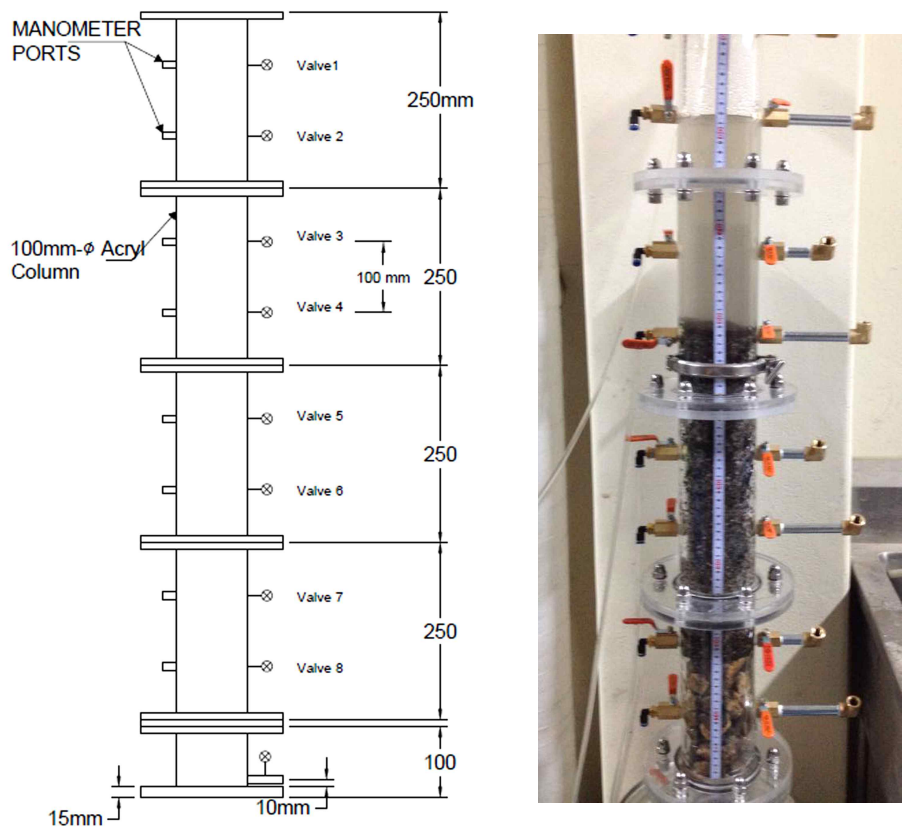 MANOMETER
PORTS
Valve1
250mm
Valve 2
100mm-ϕ Acryl
Column
Valve 3
100 mm
250
Valve 4
Valve 5
250
Valve 6
Valve 7
250
Valve 8
100
15mm
10mm